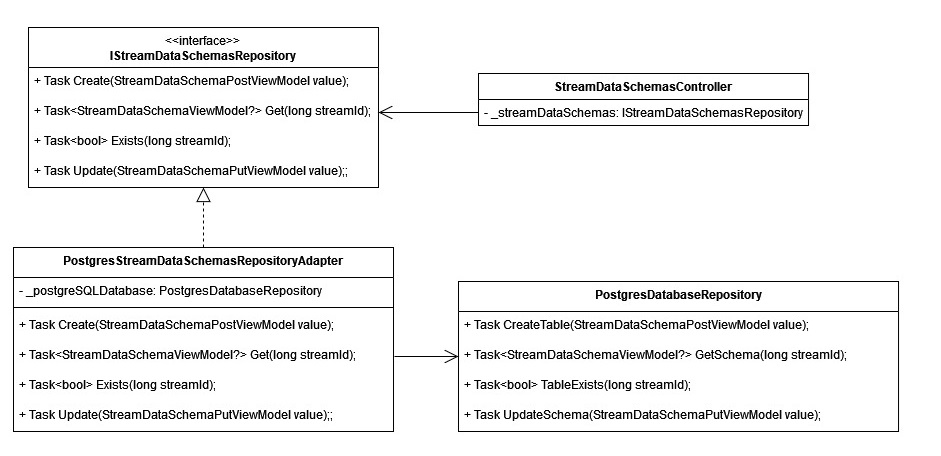 <<interface>>
IStreamDataSchemasRepository
+ Task Create(StreamDataSchemaPostViewModel value);
+ Task<StreamDataSchemaViewModel?> Get(long streamId);
+ Task<bool> Exists(long streamId);
+ Task Update(StreamDataSchemaPutViewModel value);;
StreamDataSchemasController
- _streamDataSchemas: IStreamDataSchemasRepository
PostgresStreamDataSchemasRepositoryAdapter
- _postgreSQLDatabase: PostgresDatabaseRepository
+ Task Create(StreamDataSchemaPostViewModel value);
+ Task<StreamDataSchemaViewModel?> Get(long streamId);
+ Task<bool> Exists(long streamId);
+ Task Update(StreamDataSchemaPutViewModel value);;
PostgresDatabaseRepository
+ Task CreateTable(StreamDataSchemaPostViewModel value);
+ Task<StreamDataSchemaViewModel?> GetSchema(long streamId);
+ Task<bool> TableExists(long streamId);
+ Task UpdateSchema(StreamDataSchemaPutViewModel value);